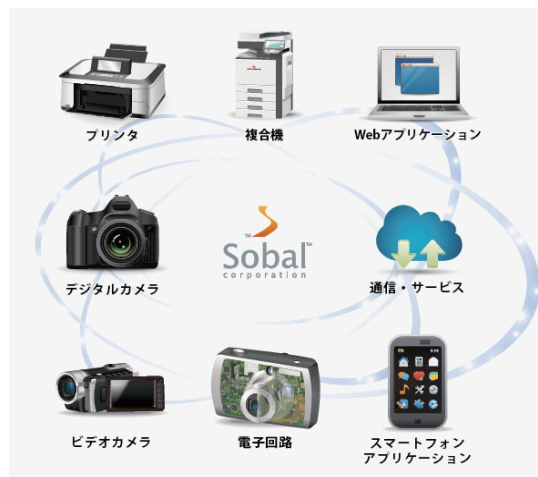 プリンタ
複合機
Webアプリケーション
TM
Sobal™
corporation
デジタルカメラ
通信・サービス
ビデオカメラ
電子回路
スマートフォン
アプリケーション